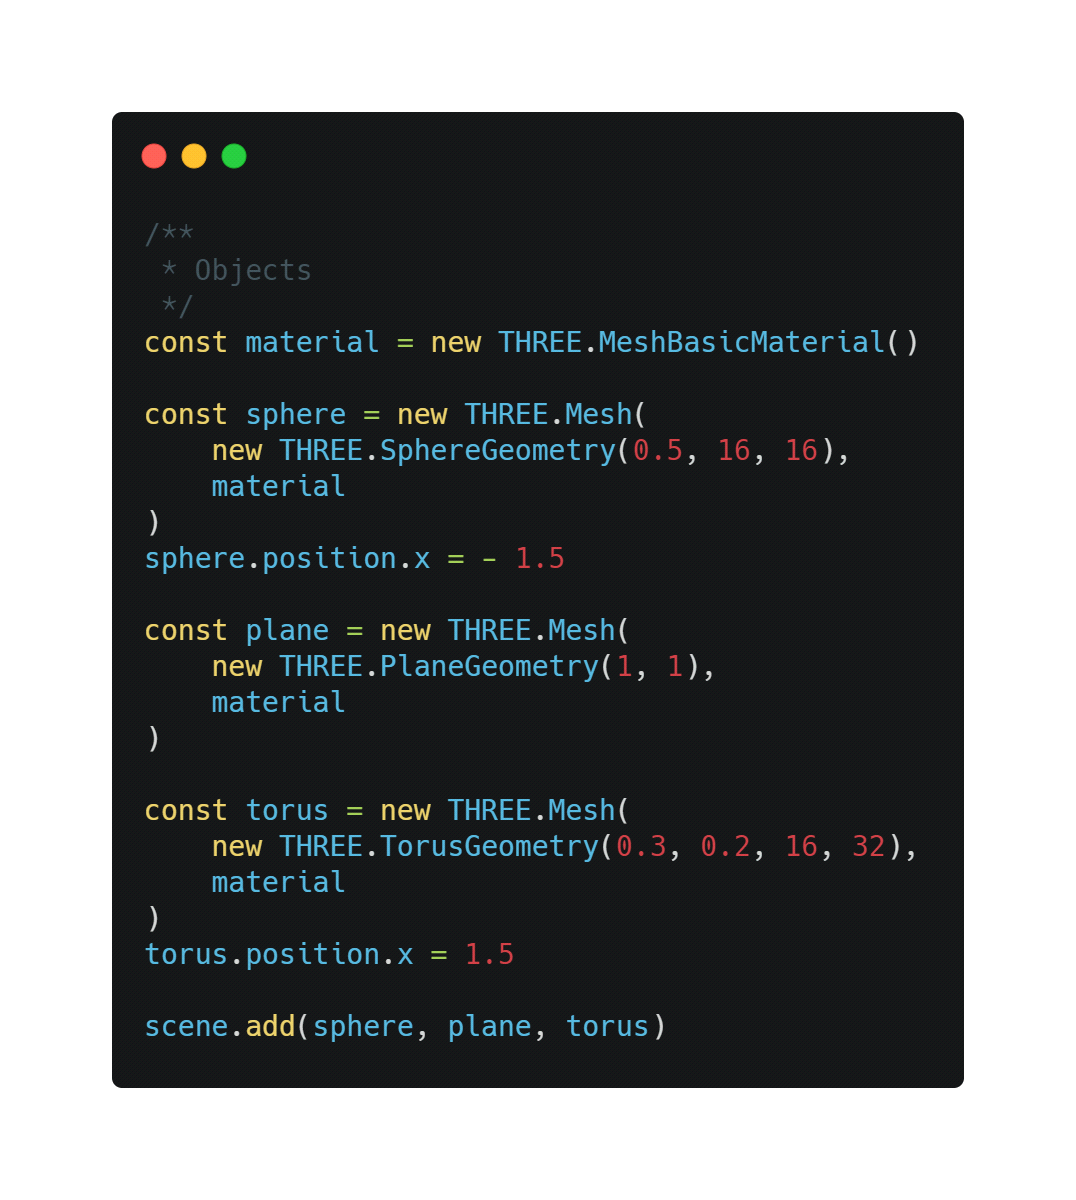 /**
 * Objects
 */
const material = new THREE.MeshBasicMaterial()

const sphere = new THREE.Mesh(
    new THREE.SphereGeometry(0.5, 16, 16),
    material
)
sphere.position.x = - 1.5

const plane = new THREE.Mesh(
    new THREE.PlaneGeometry(1, 1),
    material
)

const torus = new THREE.Mesh(
    new THREE.TorusGeometry(0.3, 0.2, 16, 32),
    material
)
torus.position.x = 1.5

scene.add(sphere, plane, torus)